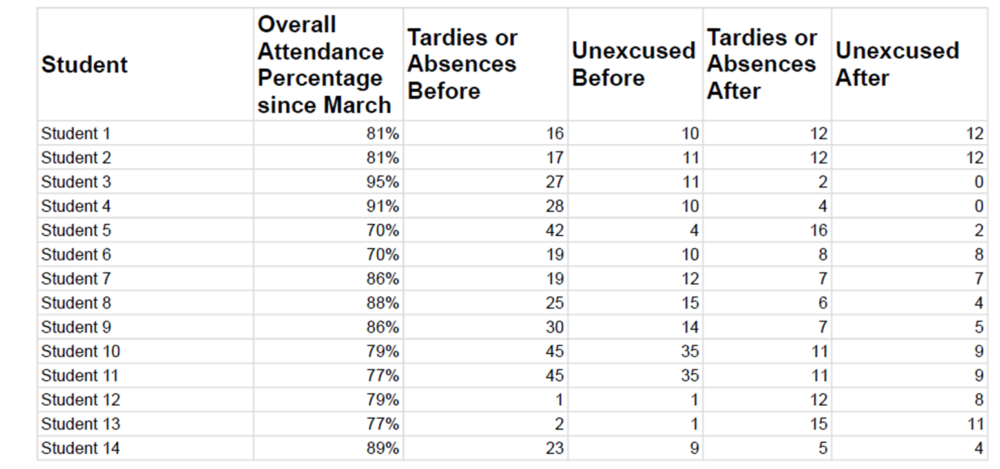 Student | Overall Attendance Percentage since March | Tardies or Absences Before | Unexcused Before | Tardies or Absences After | Unexcused After
Student 1 | 81% | 16 | 10 | 12 | 12
Student 2 | 81% | 17 | 11 | 12 | 12
Student 3 | 95% | 27 | 11 | 2 | 0
Student 4 | 91% | 28 | 10 | 4 | 0
Student 5 | 70% | 42 | 4 | 16 | 2
Student 6 | 70% | 19 | 10 | 8 | 8
Student 7 | 86% | 19 | 12 | 7 | 7
Student 8 | 88% | 25 | 15 | 6 | 4
Student 9 | 86% | 30 | 14 | 7 | 5
Student 10 | 79% | 45 | 35 | 11 | 9
Student 11 | 77% | 45 | 35 | 11 | 9
Student 12 | 79% | 1 | 1 | 12 | 8
Student 13 | 77% | 2 | 1 | 15 | 11
Student 14 | 89% | 23 | 9 | 5 | 4